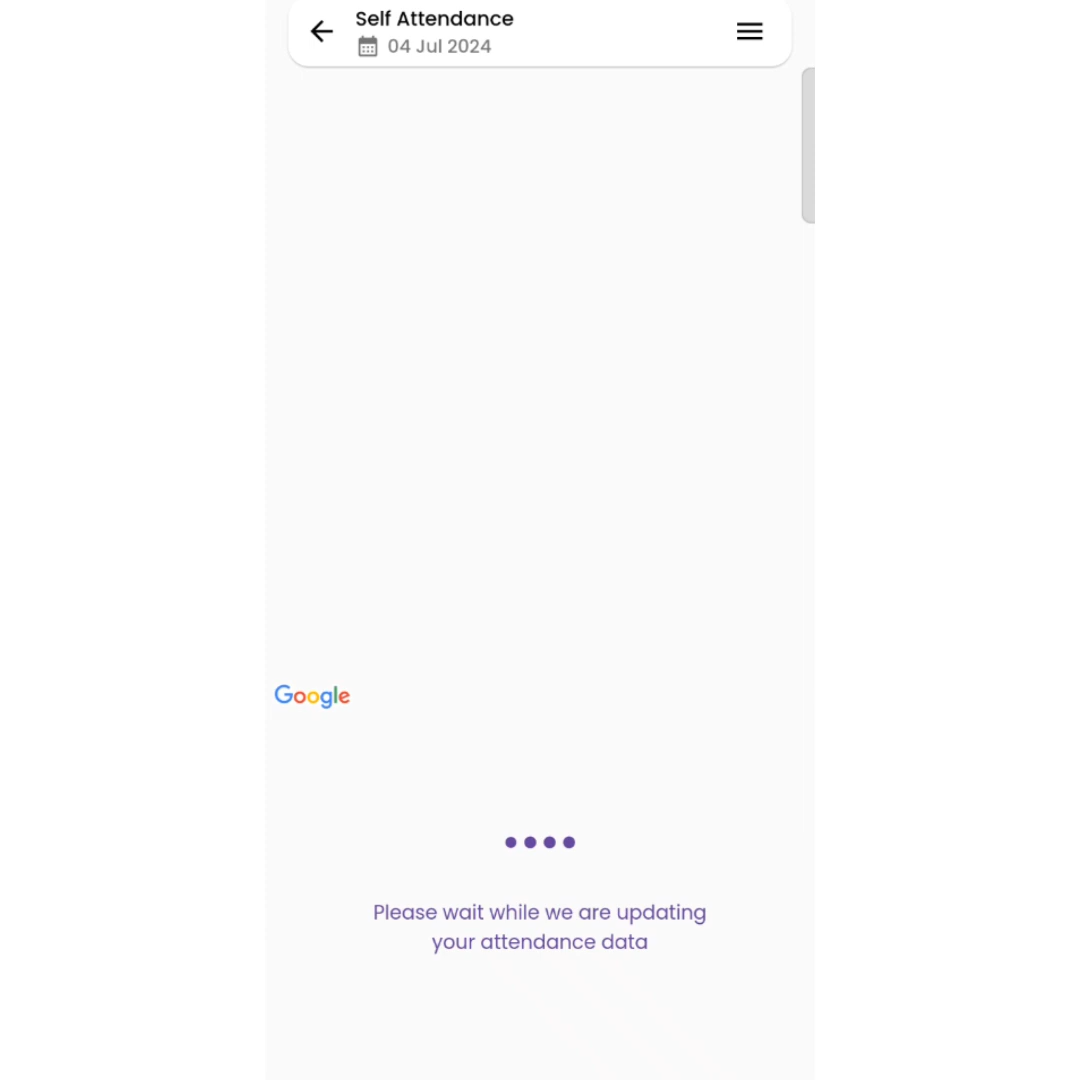 Self Attendance
04 Jul 2024
Google
Please wait while we are updating
your attendance data